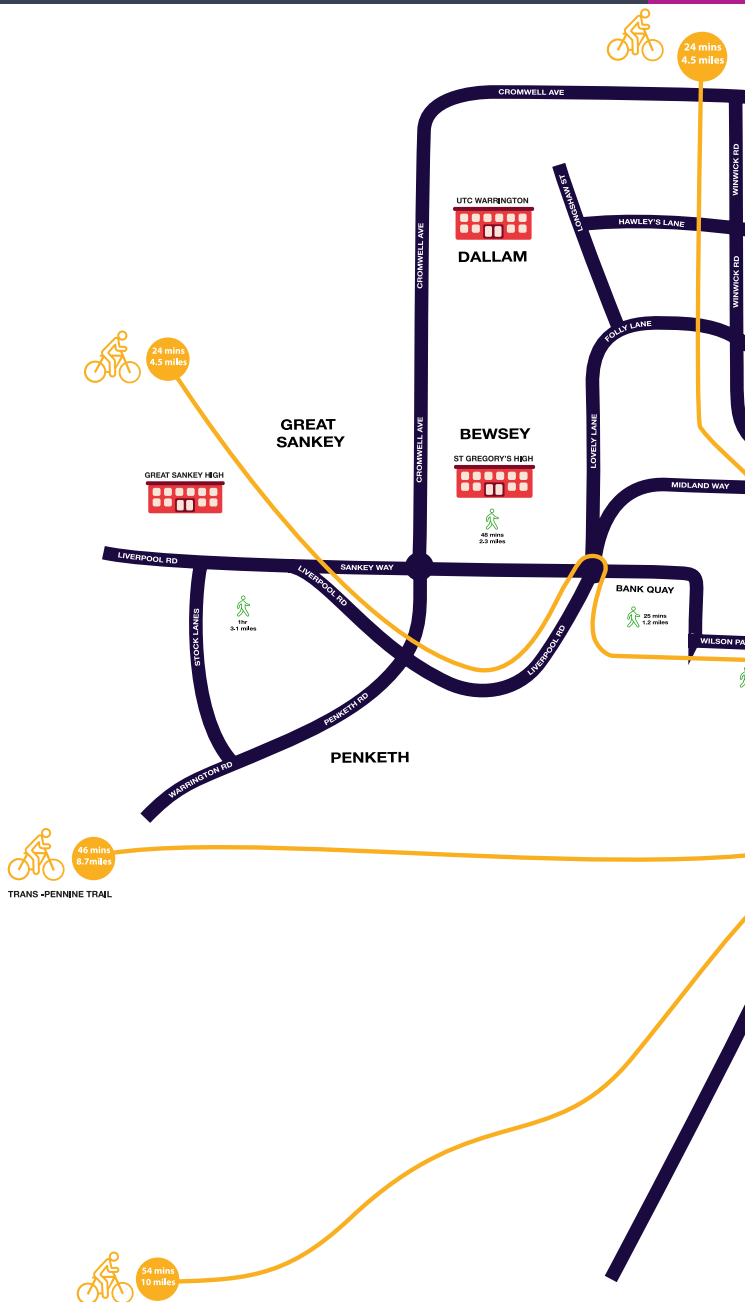 24 mins
4.5 miles
CROMWELL AVE
WINWICK RD
LONGSHAW ST
UTC WARRINGTON
HAWLEY'S LANE
DALLAM
CROMWELL AVE
WINWICK RD
FOLLY LANE
24 mins
4.5 miles
GREAT
SANKEY
BEWSEY
LOVELY LANE
CROMWELL AVE
ST GREGORY'S HIGH
GREAT SANKEY HIGH
MIDLAND WAY
48 mins
2.3 miles
LIVERPOOL RD
SANKEY WAY
LIVERPOOL RD
BANK QUAY
25 mins
1.2 miles
1hr
3.1 miles
STOCK LANES
LIVERPOOL RD
WILSON PA
PENKETH RD
PENKETH
WARRINGTON RD
46 mins
8.7miles
TRANS -PENNINE TRAIL
54 mins
10 miles